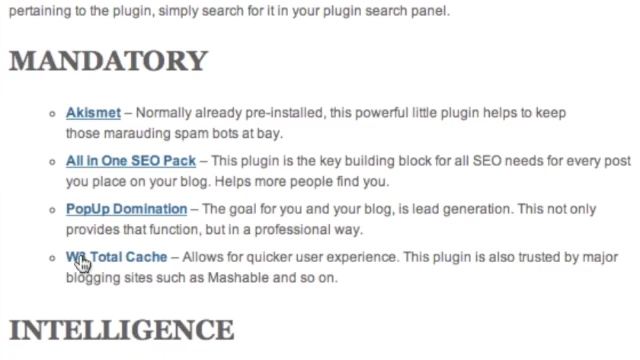 pertaining to the plugin, simply search for it in your plugin search panel.
MANDATORY
Akismet – Normally already pre-installed, this powerful little plugin helps to keep
those marauding spam bots at bay.
All in One SEO Pack – This plugin is the key building block for all SEO needs for every post
you place on your blog. Helps more people find you.
PopUp Domination – The goal for you and your blog, is lead generation. This not only
provides that function, but in a professional way.
W3 Total Cache – Allows for quicker user experience. This plugin is also trusted by major
blogging sites such as Mashable and so on.
INTELLIGENCE